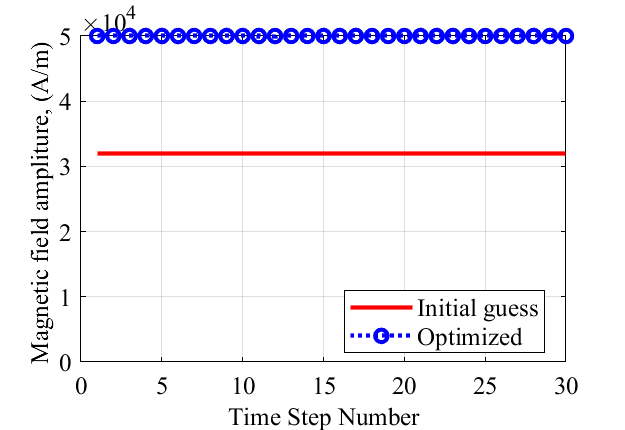 ×10^4
5
4
3
2
1
0
Magnetic field ampliture, (A/m)
Initial guess
Optimized
0 5 10 15 20 25 30
Time Step Number